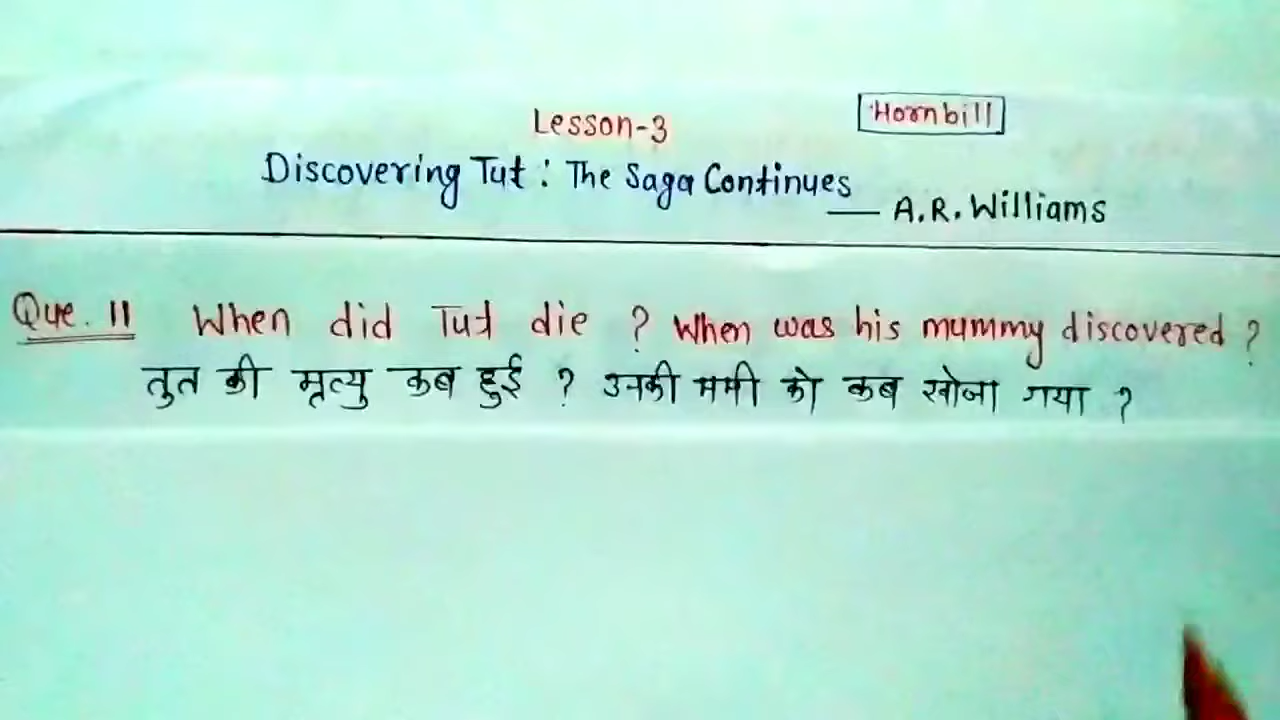 Lesson-3
Hornbill
Discovering Tut : The Saga Continues
— A.R. Williams
Que. 11 When did Tut die ? When was his mummy discovered ?
तुत की मृत्यु कब हुई ? उनकी ममी को कब खोजा गया ?